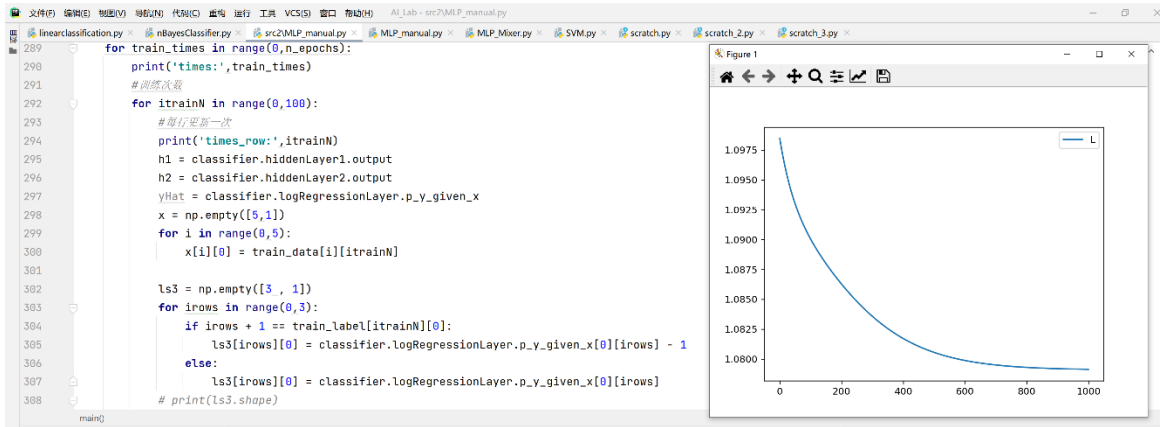 文件(F) 编辑(E) 视图(V) 导航(N) 代码(C) 重构 运行 工具 VCS(S) 窗口 帮助(H) AI_Lab - src2\MLP_manual.py
linearclassification.py nBayesClassifier.py src2\MLP_manual.py MLP_manual.py MLP_Mixer.py SVM.py scratch.py scratch_2.py scratch_3.py
289 for train_times in range(0,n_epochs):
290 print('times:',train_times)
291 #训练次数
292 for itrainN in range(0,100):
293 #每行更新一次
294 print('times_row:',itrainN)
295 h1 = classifier.hiddenLayer1.output
296 h2 = classifier.hiddenLayer2.output
297 yHat = classifier.logRegressionLayer.p_y_given_x
298 x = np.empty([5,1])
299 for i in range(0,5):
300 x[i][0] = train_data[i][itrainN]
301
302 ls3 = np.empty([3 , 1])
303 for irows in range(0,3):
304 if irows + 1 == train_label[itrainN][0]:
305 ls3[irows][0] = classifier.logRegressionLayer.p_y_given_x[0][irows] - 1
306 else:
307 ls3[irows][0] = classifier.logRegressionLayer.p_y_given_x[0][irows]
308 # print(ls3.shape)
main()
Figure 1
L
1.0975
1.0950
1.0925
1.0900
1.0875
1.0850
1.0825
1.0800
0 200 400 600 800 1000